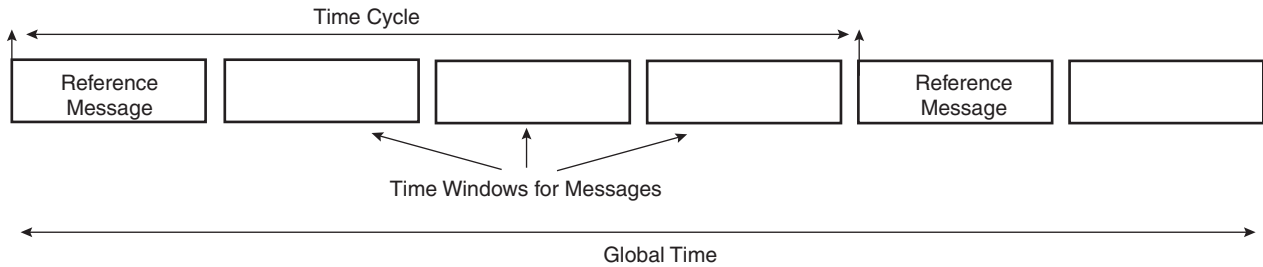 Time Cycle
Reference
Message
Reference
Message
Time Windows for Messages
Global Time